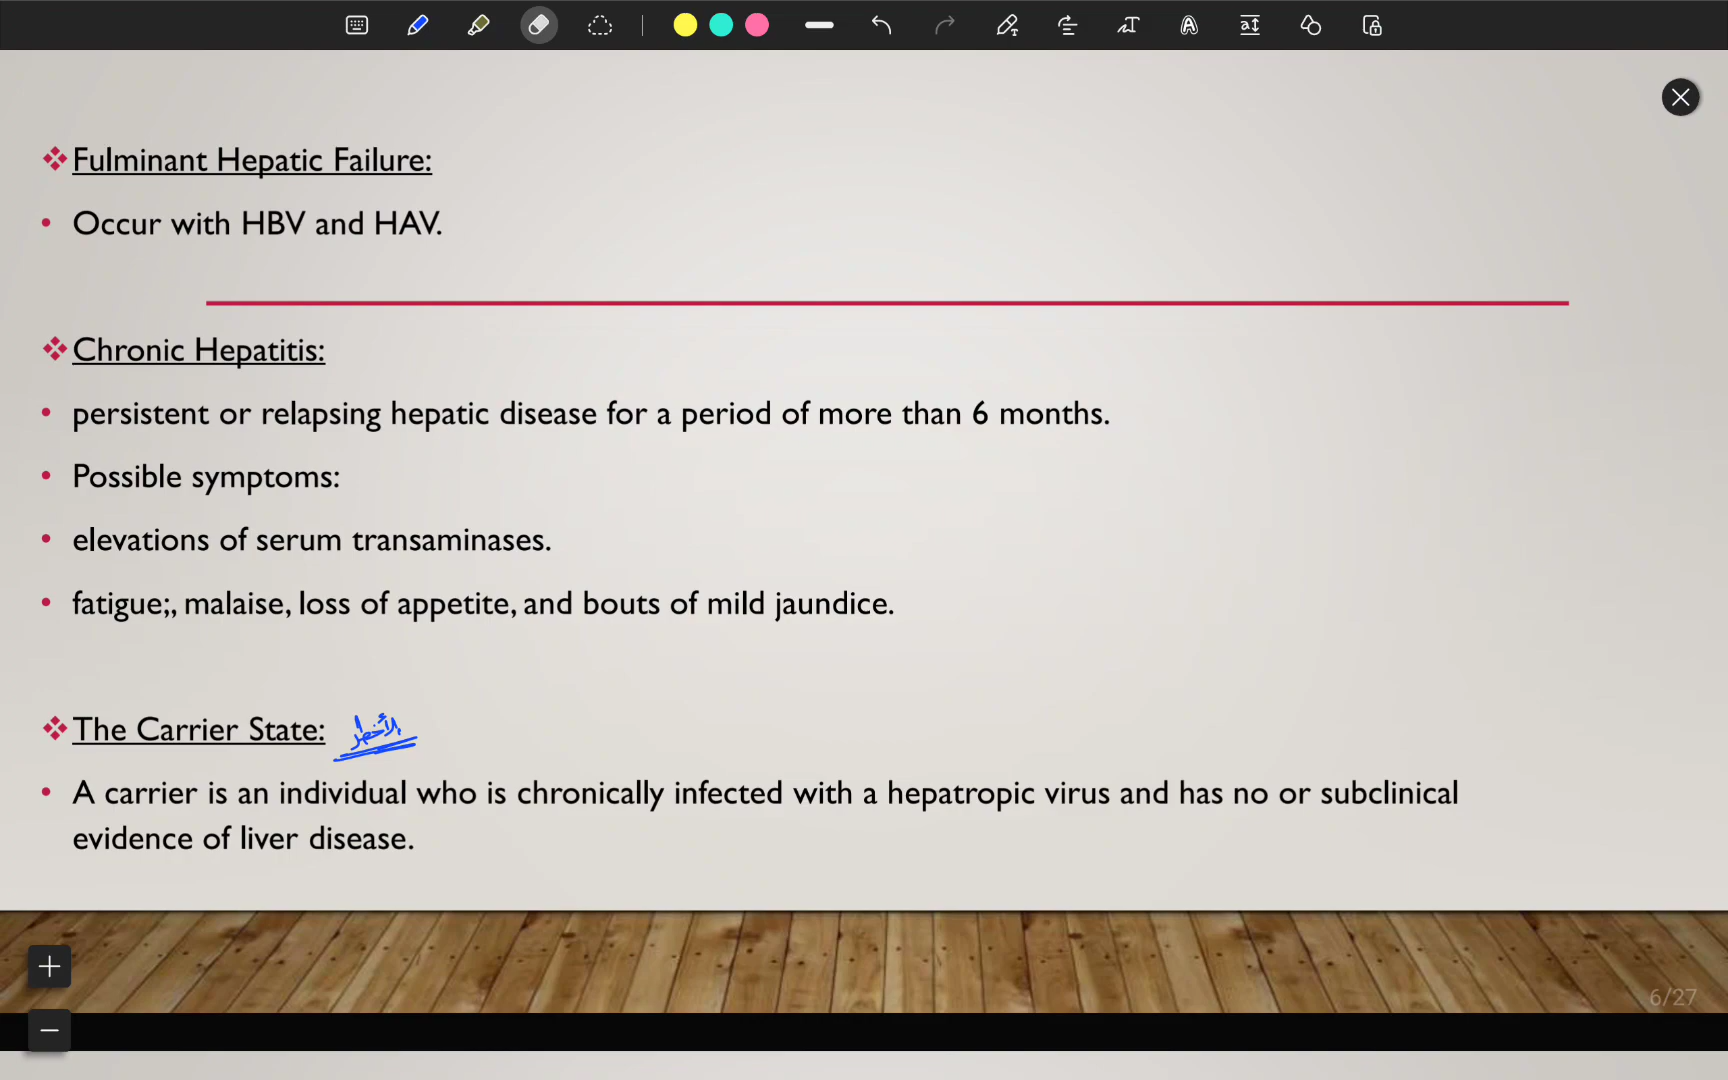 Fulminant Hepatic Failure:
Occur with HBV and HAV.
Chronic Hepatitis:
persistent or relapsing hepatic disease for a period of more than 6 months.
Possible symptoms:
elevations of serum transaminases.
fatigue;, malaise, loss of appetite, and bouts of mild jaundice.
The Carrier State: الأخطر
A carrier is an individual who is chronically infected with a hepatropic virus and has no or subclinical
evidence of liver disease.
6/27